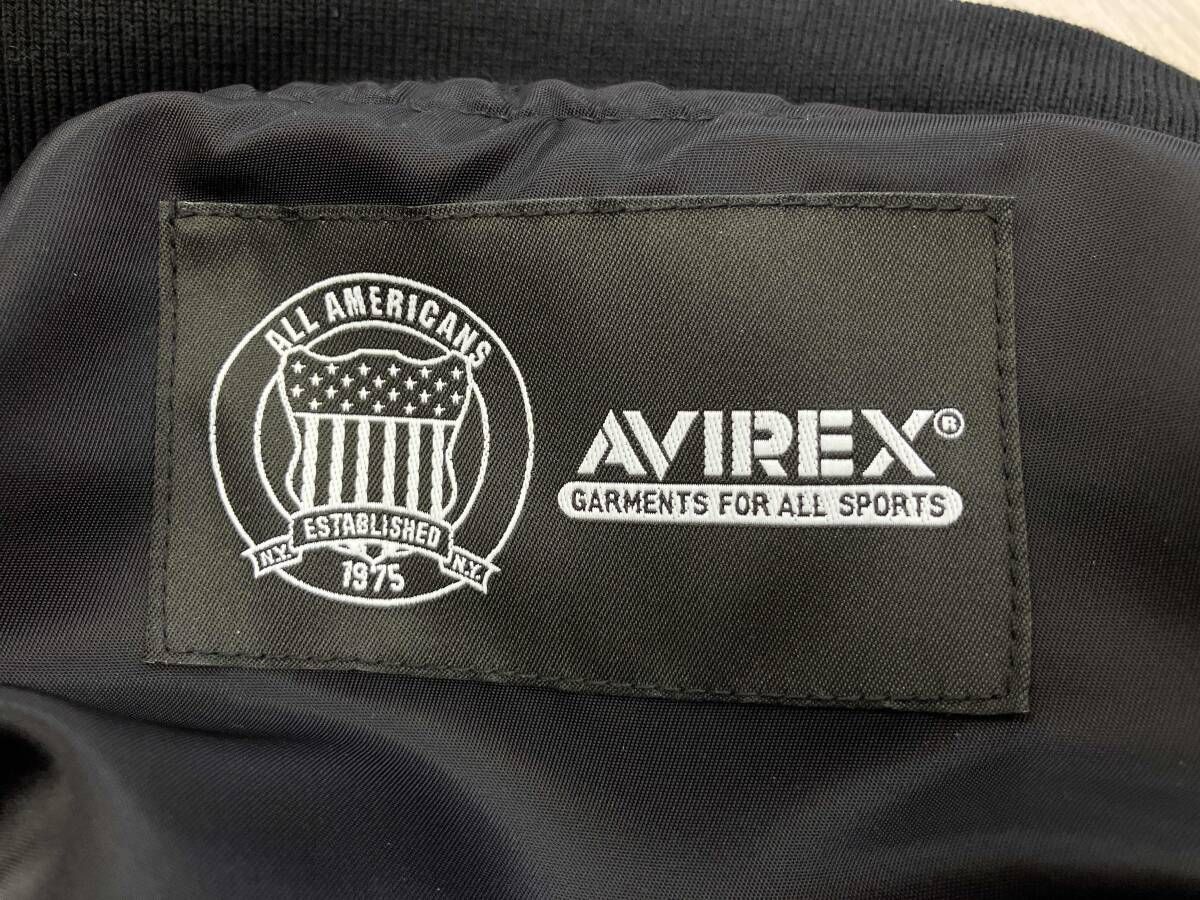 ALL AMERICANS
ESTABLISHED
N.Y. N.Y.
1975
AVIREX®
GARMENTS FOR ALL SPORTS